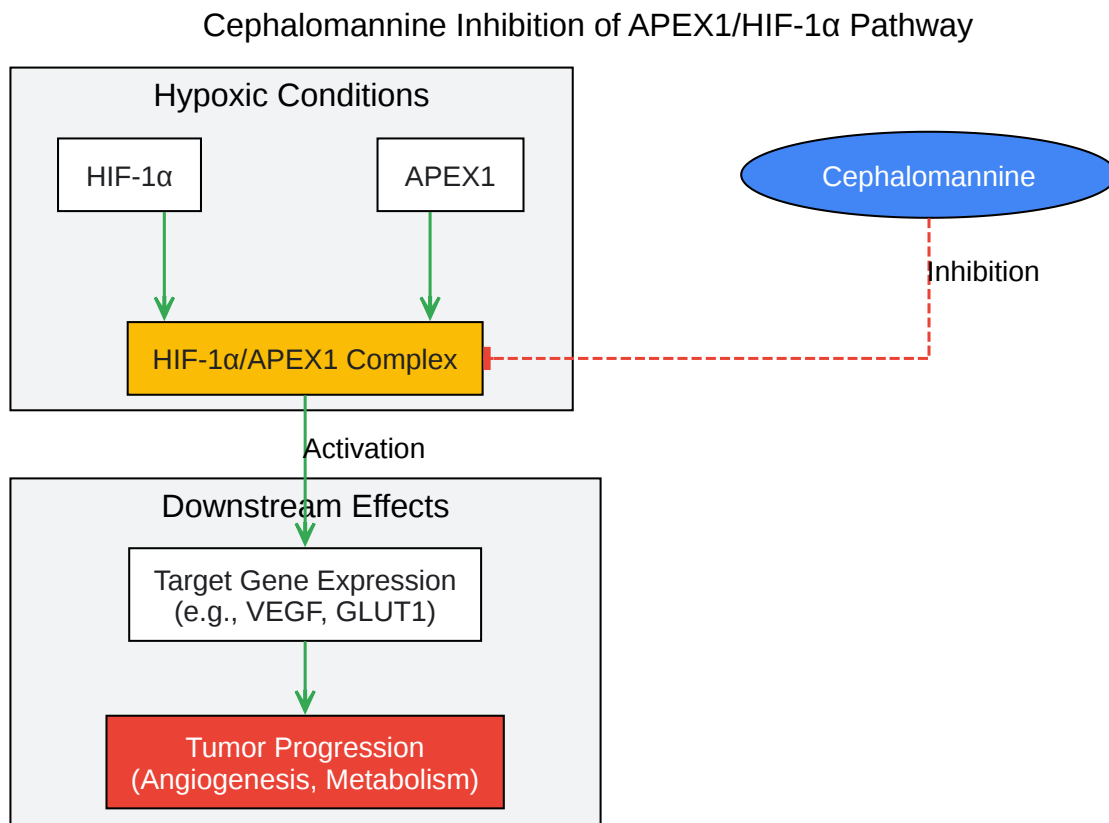 Cephalomannine Inhibition of APEX1/HIF-1α Pathway
Hypoxic Conditions
HIF-1α
APEX1
Cephalomannine
Inhibition
HIF-1α/APEX1 Complex
Activation
Downstream Effects
Target Gene Expression
(e.g., VEGF, GLUT1)
Tumor Progression
(Angiogenesis, Metabolism)